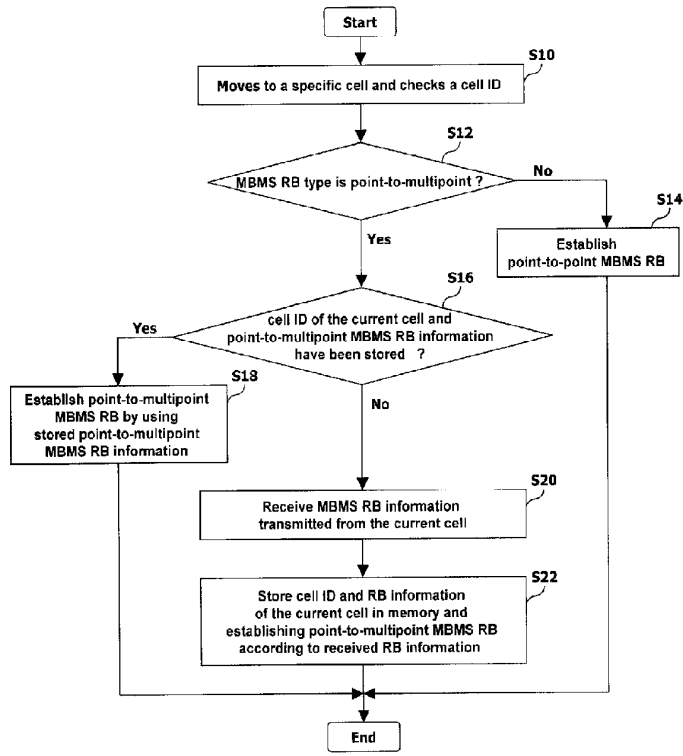 Start
S10
Moves to a specific cell and checks a cell ID
S12
MBMS RB type is point-to-multipoint ?
No
S14
Yes
Establish
point-to-point MBMS RB
S16
cell ID of the current cell and
point-to-multipoint MBMS RB information
have been stored ?
Yes
S18
Establish point-to-multipoint
MBMS RB by using
stored point-to-multipoint
MBMS RB information
No
S20
Receive MBMS RB information
transmitted from the current cell
S22
Store cell ID and RB information
of the current cell in memory and
establishing point-to-multipoint MBMS RB
according to received RB information
End